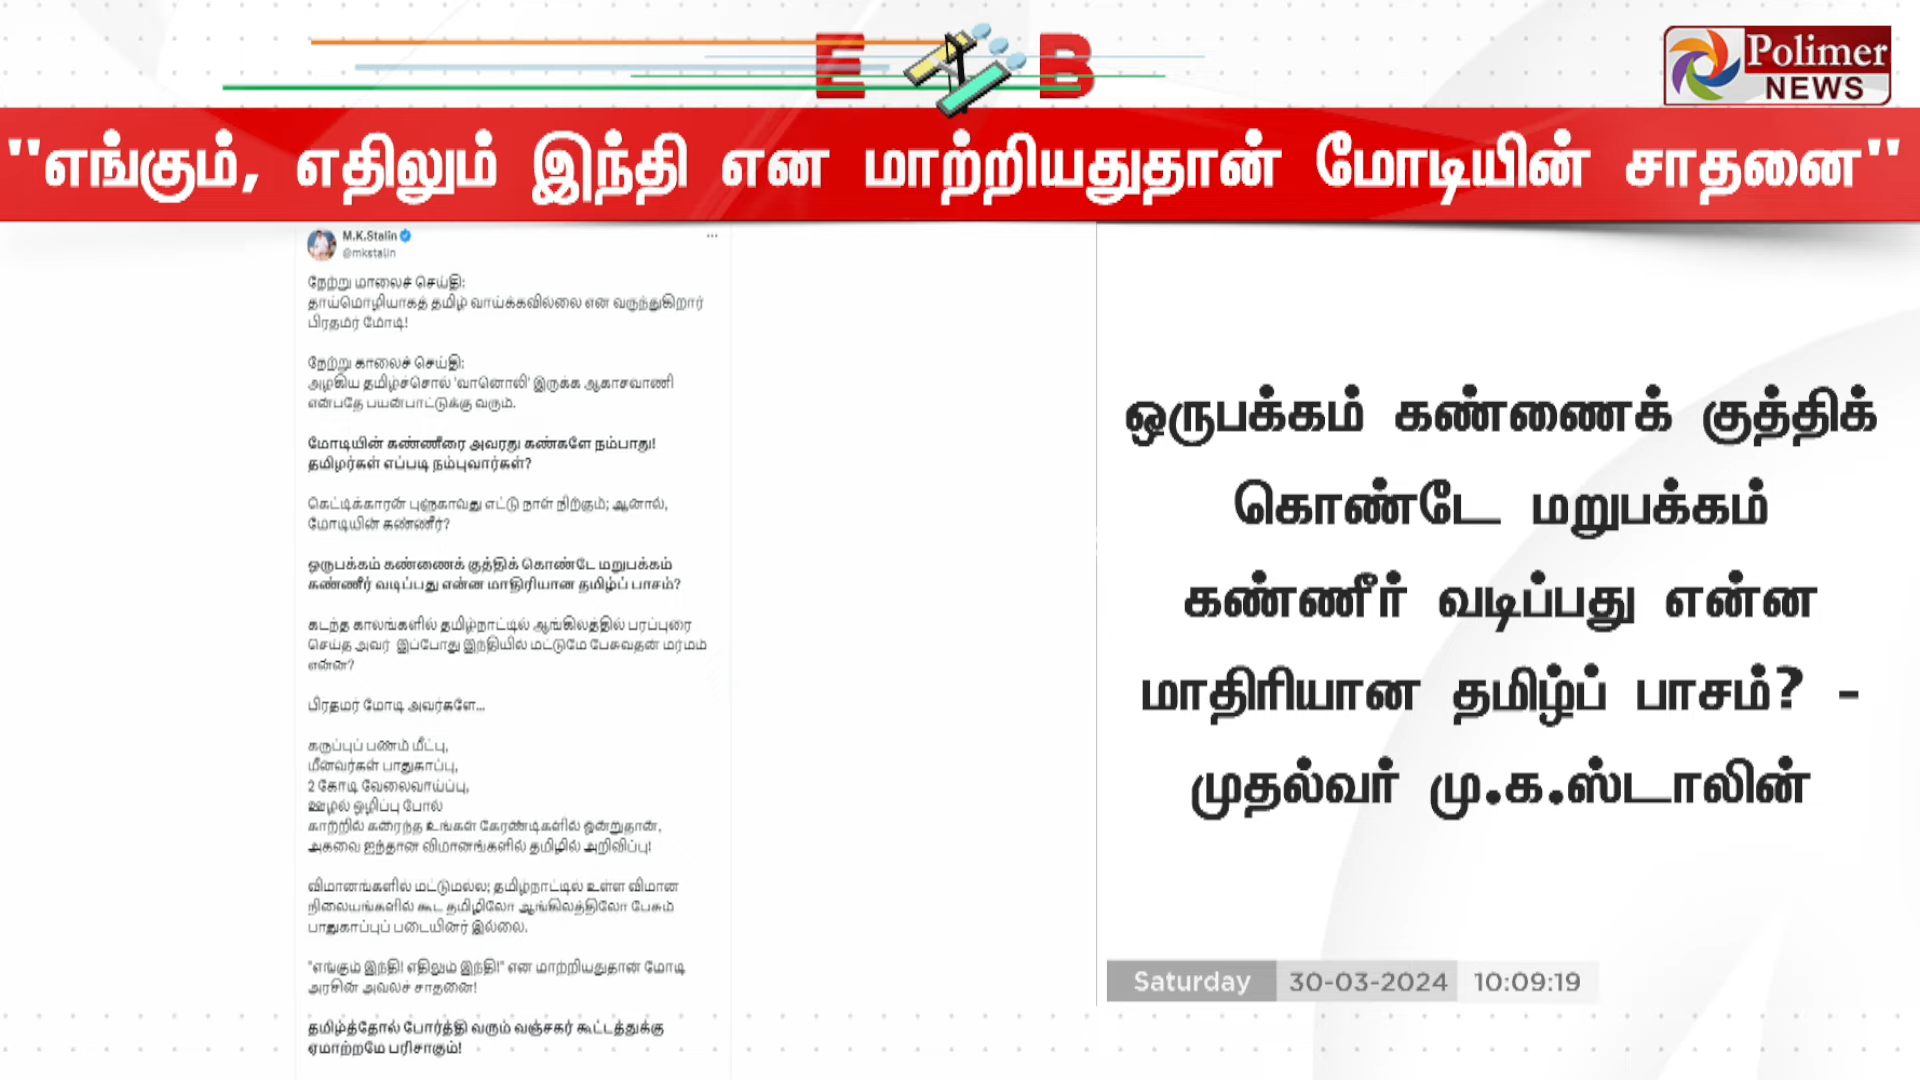 E B
Polimer
NEWS
"எங்கும், எதிலும் இந்தி என மாற்றியதுதான் மோடியின் சாதனை"
M.K.Stalin
@mkstalin
நேற்று மாலைச் செய்தி:
தாய்மொழியாகத் தமிழ் வாய்க்கவில்லை என வருந்துகிறார்
பிரதமர் மோடி!
நேற்று காலைச் செய்தி:
அழகிய தமிழ்ச்சொல் 'வானொலி' இருக்க ஆகாசவாணி
என்பதே பயன்பாட்டுக்கு வரும்.
மோடியின் கண்ணீரை அவரது கண்களே நம்பாது!
தமிழர்கள் எப்படி நம்புவார்கள்?
கெட்டிக்காரன் புளுகாவது எட்டு நாள் நிற்கும்; ஆனால்,
மோடியின் கண்ணீர்?
ஒருபக்கம் கண்ணைக் குத்திக் கொண்டே மறுபக்கம்
கண்ணீர் வடிப்பது என்ன மாதிரியான தமிழ்ப் பாசம்?
கடந்த காலங்களில் தமிழ்நாட்டில் ஆங்கிலத்தில் பரப்புரை
செய்த அவர் இப்போது இந்தியில் மட்டுமே பேசுவதன் மர்மம்
என்ன?
பிரதமர் மோடி அவர்களே...
கருப்புப் பணம் மீட்பு,
மீனவர்கள் பாதுகாப்பு,
2 கோடி வேலைவாய்ப்பு,
ஊழல் ஒழிப்பு போல்
காற்றில் கரைந்த உங்கள் கேரண்டிகளில் ஒன்றுதான்,
அகவை ஐந்தான விமானங்களில் தமிழில் அறிவிப்பு!
விமானங்களில் மட்டுமல்ல; தமிழ்நாட்டில் உள்ள விமான
நிலையங்களில் கூட தமிழிலோ ஆங்கிலத்திலோ பேசும்
பாதுகாப்புப் படையினர் இல்லை.
"எங்கும் இந்தி! எதிலும் இந்தி!" என மாற்றியதுதான் மோடி
அரசின் அவலச் சாதனை!
தமிழ்த்தோல் போர்த்தி வரும் வஞ்சகர் கூட்டத்துக்கு
ஏமாற்றமே பரிசாகும்!
ஒருபக்கம் கண்ணைக் குத்திக்
கொண்டே மறுபக்கம்
கண்ணீர் வடிப்பது என்ன
மாதிரியான தமிழ்ப் பாசம்? -
முதல்வர் மு.க.ஸ்டாலின்
Saturday 30-03-2024 10:09:19